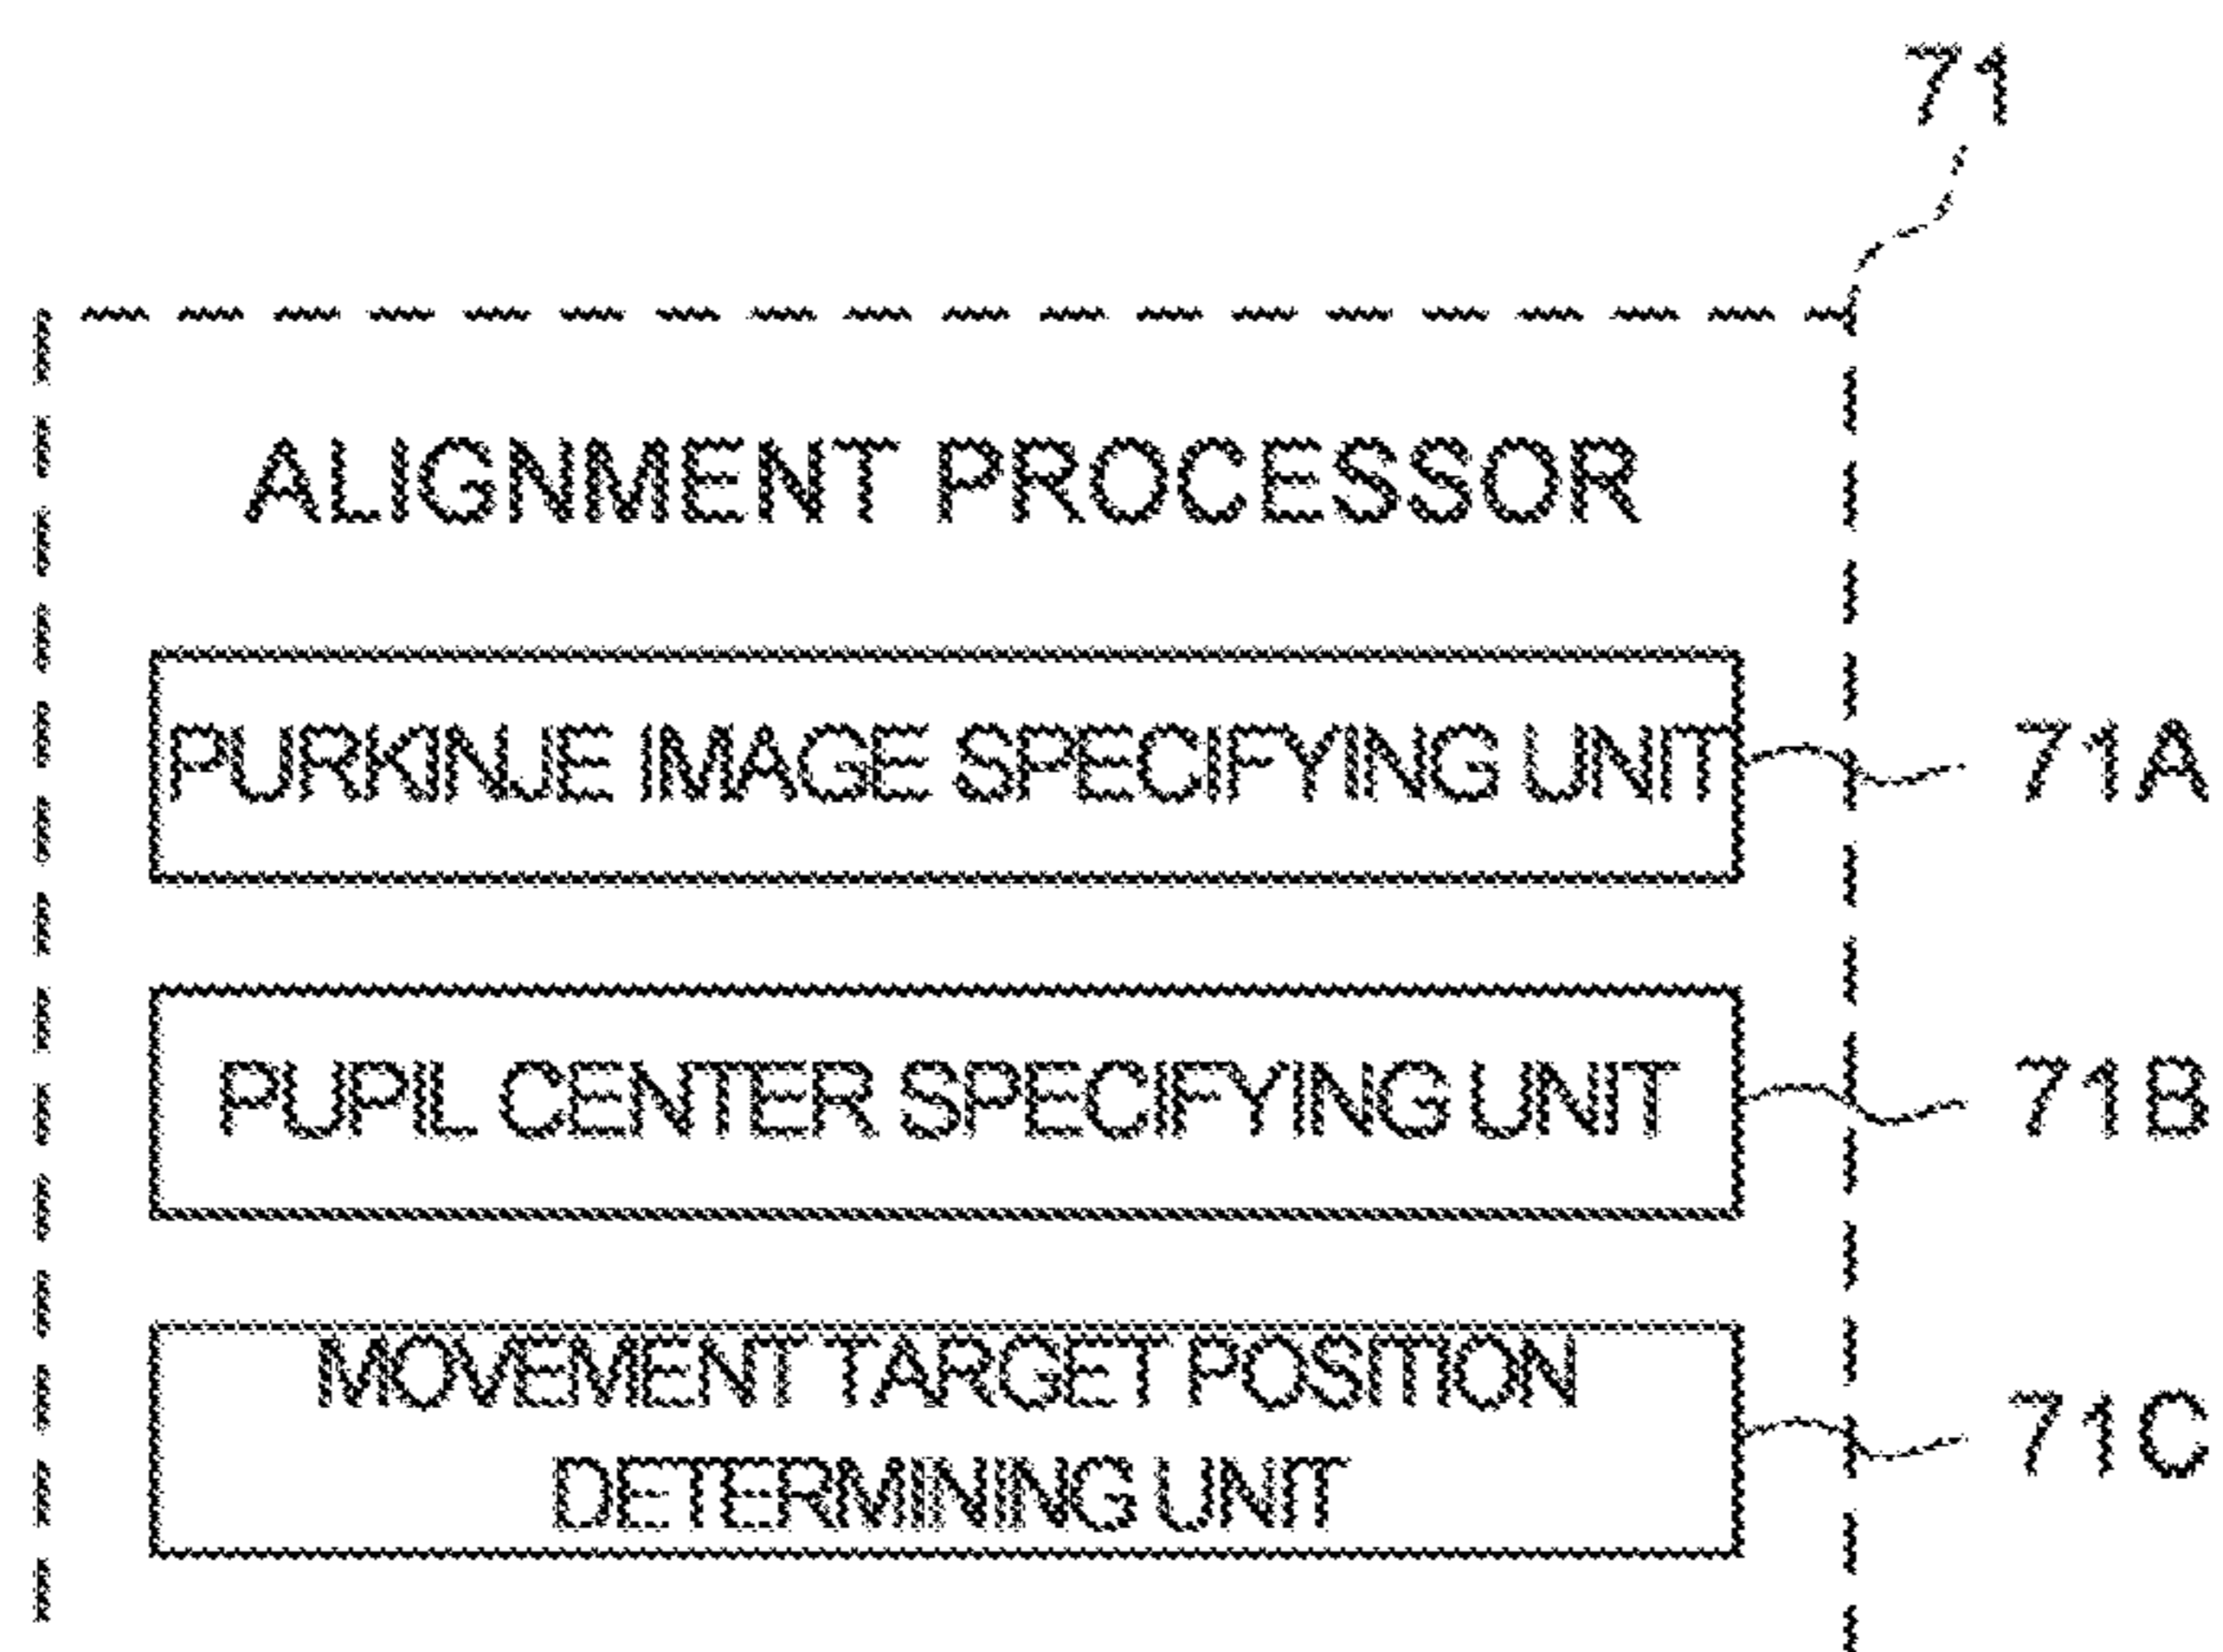 71
ALIGNMENT PROCESSOR
PURKINJE IMAGE SPECIFYING UNIT
71A
PUPIL CENTER SPECIFYING UNIT
71B
MOVEMENT TARGET POSITION
DETERMINING UNIT
71C